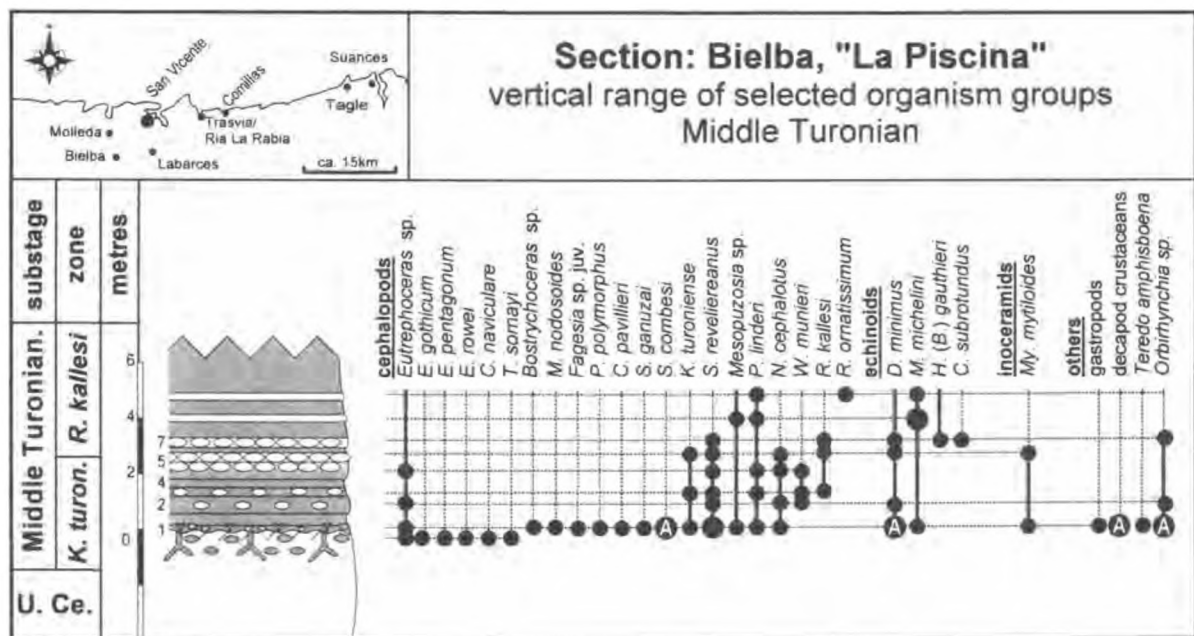 San Vicente
Comillas
Suances
Tagle
Trasvia/
Ria La Rabia
Molleda
Bielba
Labarces
ca. 15km
Section: Bielba, "La Piscina"
vertical range of selected organism groups
Middle Turonian
substage
zone
metres
cephalopods
Eutrephoceras sp.
E. gothicum
E. pentagonum
E. rowei
C. naviculare
T. sornayi
Bostrychoceras sp.
M. nodosoides
Fagesia sp. juv.
P. polymorphus
C. pavillieri
S. ganuzai
S. combesi
K. turoniense
S. reveliereanus
Mesopuzosia sp.
P. linderi
N. cephalotus
W. munieri
R. kallesi
R. ornatissimum
echinoids
D. minimus
M. michelini
H. (B.) gauthieri
C. subrotundus
inoceramids
My. mytiloides
others
gastropods
decapod crustaceans
Teredo amphisboena
Orbirhynchia sp.
Middle Turonian.
R. kallesi
K. turon.
U. Ce.
6
4
2
0
7
5
4
2
1
A
A
A
A